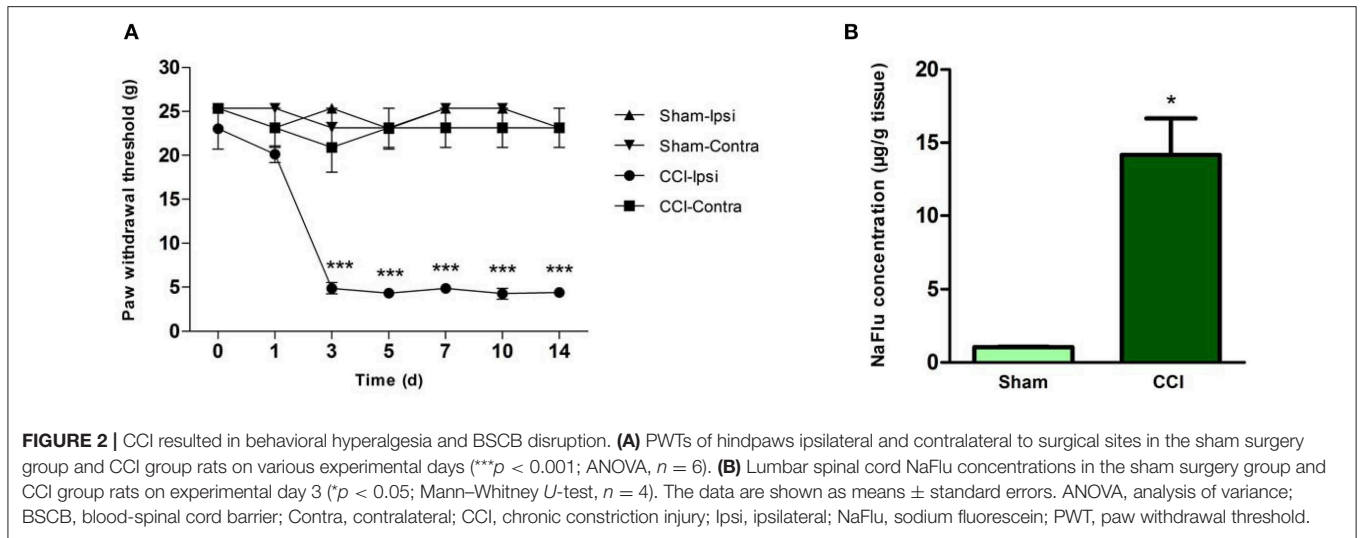 A
Paw withdrawal threshold (g)
30
25
20
15
10
5
0
*** *** *** *** ***
0 1 3 5 7 10 14
Time (d)
Sham-Ipsi
Sham-Contra
CCI-Ipsi
CCI-Contra
B
NaFlu concentration (µg/g tissue)
20
15
10
5
0
*
Sham CCI
FIGURE 2 | CCI resulted in behavioral hyperalgesia and BSCB disruption. (A) PWTs of hindpaws ipsilateral and contralateral to surgical sites in the sham surgery
group and CCI group rats on various experimental days (***p < 0.001; ANOVA, n = 6). (B) Lumbar spinal cord NaFlu concentrations in the sham surgery group and
CCI group rats on experimental day 3 (*p < 0.05; Mann–Whitney U-test, n = 4). The data are shown as means ± standard errors. ANOVA, analysis of variance;
BSCB, blood-spinal cord barrier; Contra, contralateral; CCI, chronic constriction injury; Ipsi, ipsilateral; NaFlu, sodium fluorescein; PWT, paw withdrawal threshold.